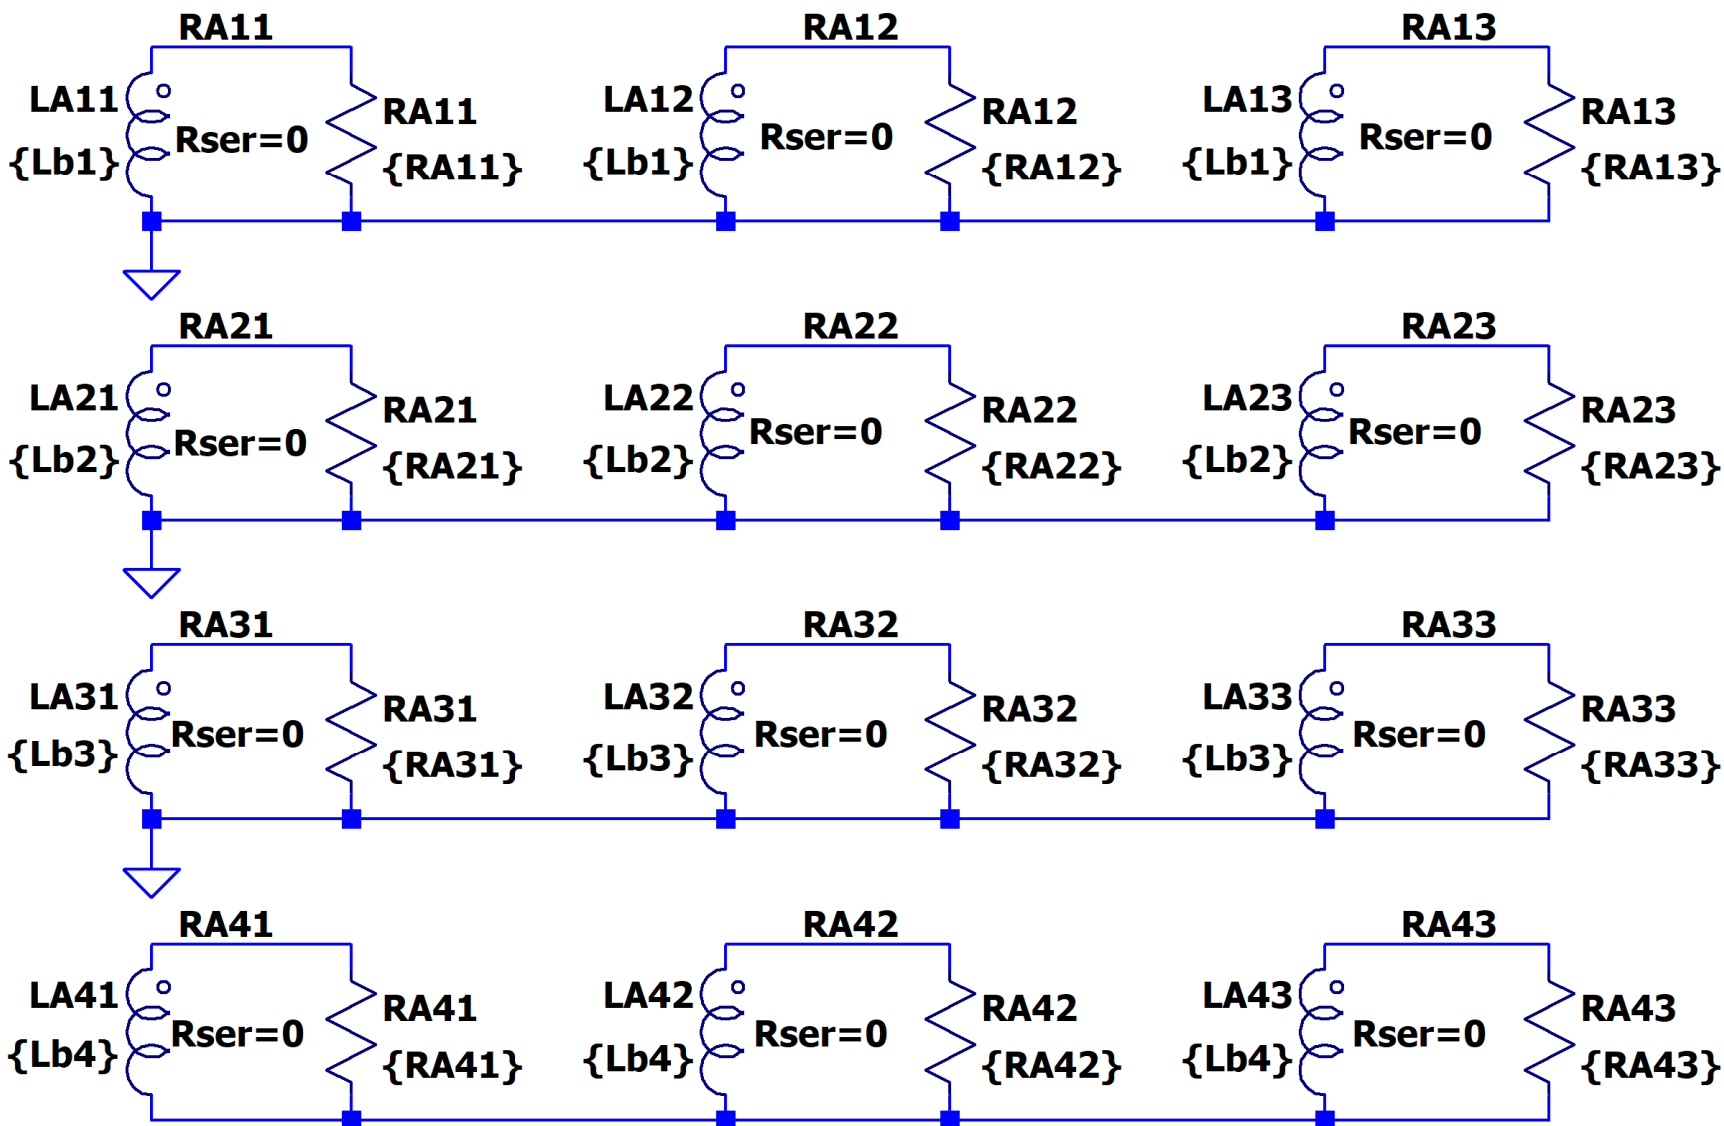 RA11 RA12 RA13
LA11 RA11 LA12 RA12 LA13 RA13
Rser=0 Rser=0 Rser=0
{Lb1} {RA11} {Lb1} {RA12} {Lb1} {RA13}
RA21 RA22 RA23
LA21 RA21 LA22 RA22 LA23 RA23
Rser=0 Rser=0 Rser=0
{Lb2} {RA21} {Lb2} {RA22} {Lb2} {RA23}
RA31 RA32 RA33
LA31 RA31 LA32 RA32 LA33 RA33
Rser=0 Rser=0 Rser=0
{Lb3} {RA31} {Lb3} {RA32} {Lb3} {RA33}
RA41 RA42 RA43
LA41 RA41 LA42 RA42 LA43 RA43
Rser=0 Rser=0 Rser=0
{Lb4} {RA41} {Lb4} {RA42} {Lb4} {RA43}